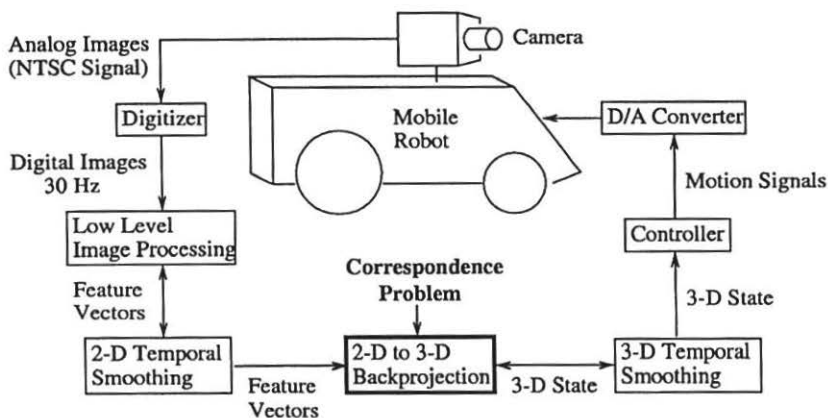 Analog Images
(NTSC Signal)
Camera
Digitizer
Mobile
Robot
D/A Converter
Digital Images
30 Hz
Motion Signals
Low Level
Image Processing
Controller
Correspondence
Problem
Feature
Vectors
3-D State
2-D Temporal
Smoothing
Feature
Vectors
2-D to 3-D
Backprojection
3-D State
3-D Temporal
Smoothing